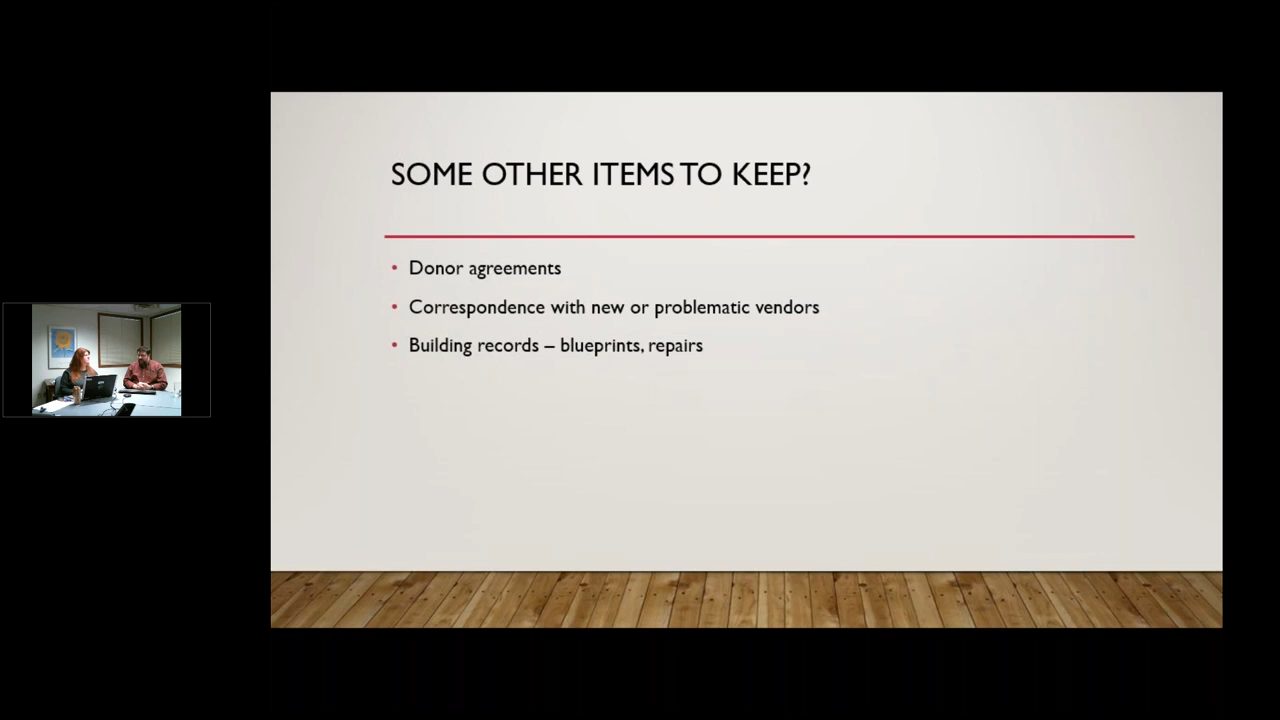 SOME OTHER ITEMS TO KEEP?
• Donor agreements
• Correspondence with new or problematic vendors
• Building records – blueprints, repairs